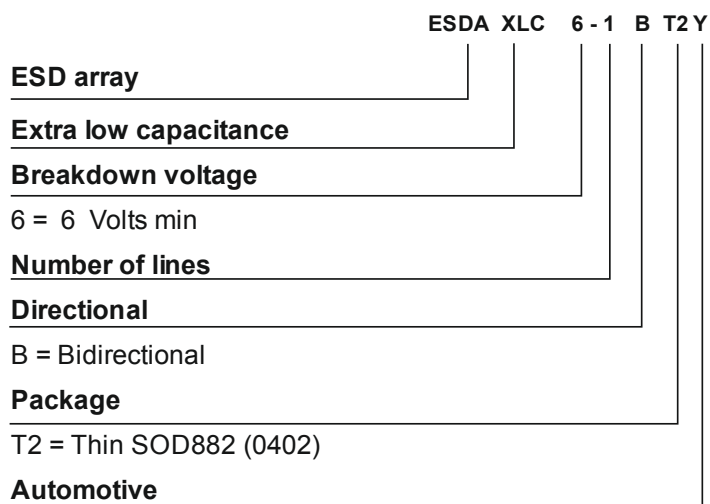 ESDA XLC 6 - 1 B T2 Y
ESD array
Extra low capacitance
Breakdown voltage
6 = 6 Volts min
Number of lines
Directional
B = Bidirectional
Package
T2 = Thin SOD882 (0402)
Automotive